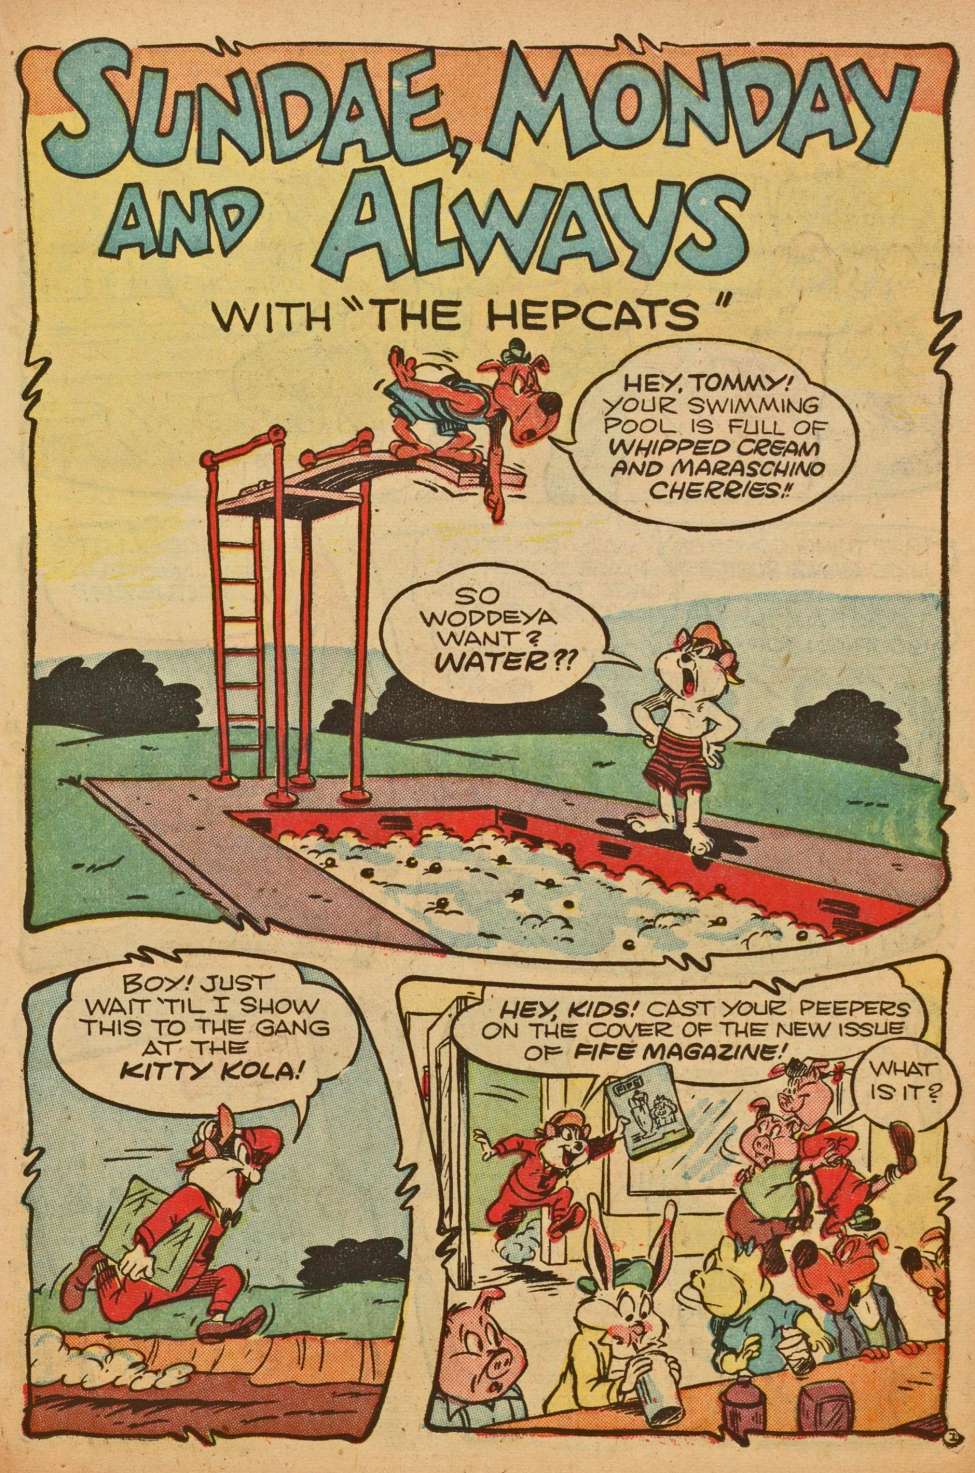 SUNDAE, MONDAY
AND ALWAYS
WITH "THE HEPCATS"
HEY, TOMMY!
YOUR SWIMMING
POOL IS FULL OF
WHIPPED CREAM
AND MARASCHINO
CHERRIES!!
SO
WODDEYA
WANT?
WATER??
BOY! JUST
WAIT 'TIL I SHOW
THIS TO THE GANG
AT THE
KITTY KOLA!
HEY, KIDS! CAST YOUR PEEPERS
ON THE COVER OF THE NEW ISSUE
OF FIFE MAGAZINE!
WHAT
IS IT?
FIFE